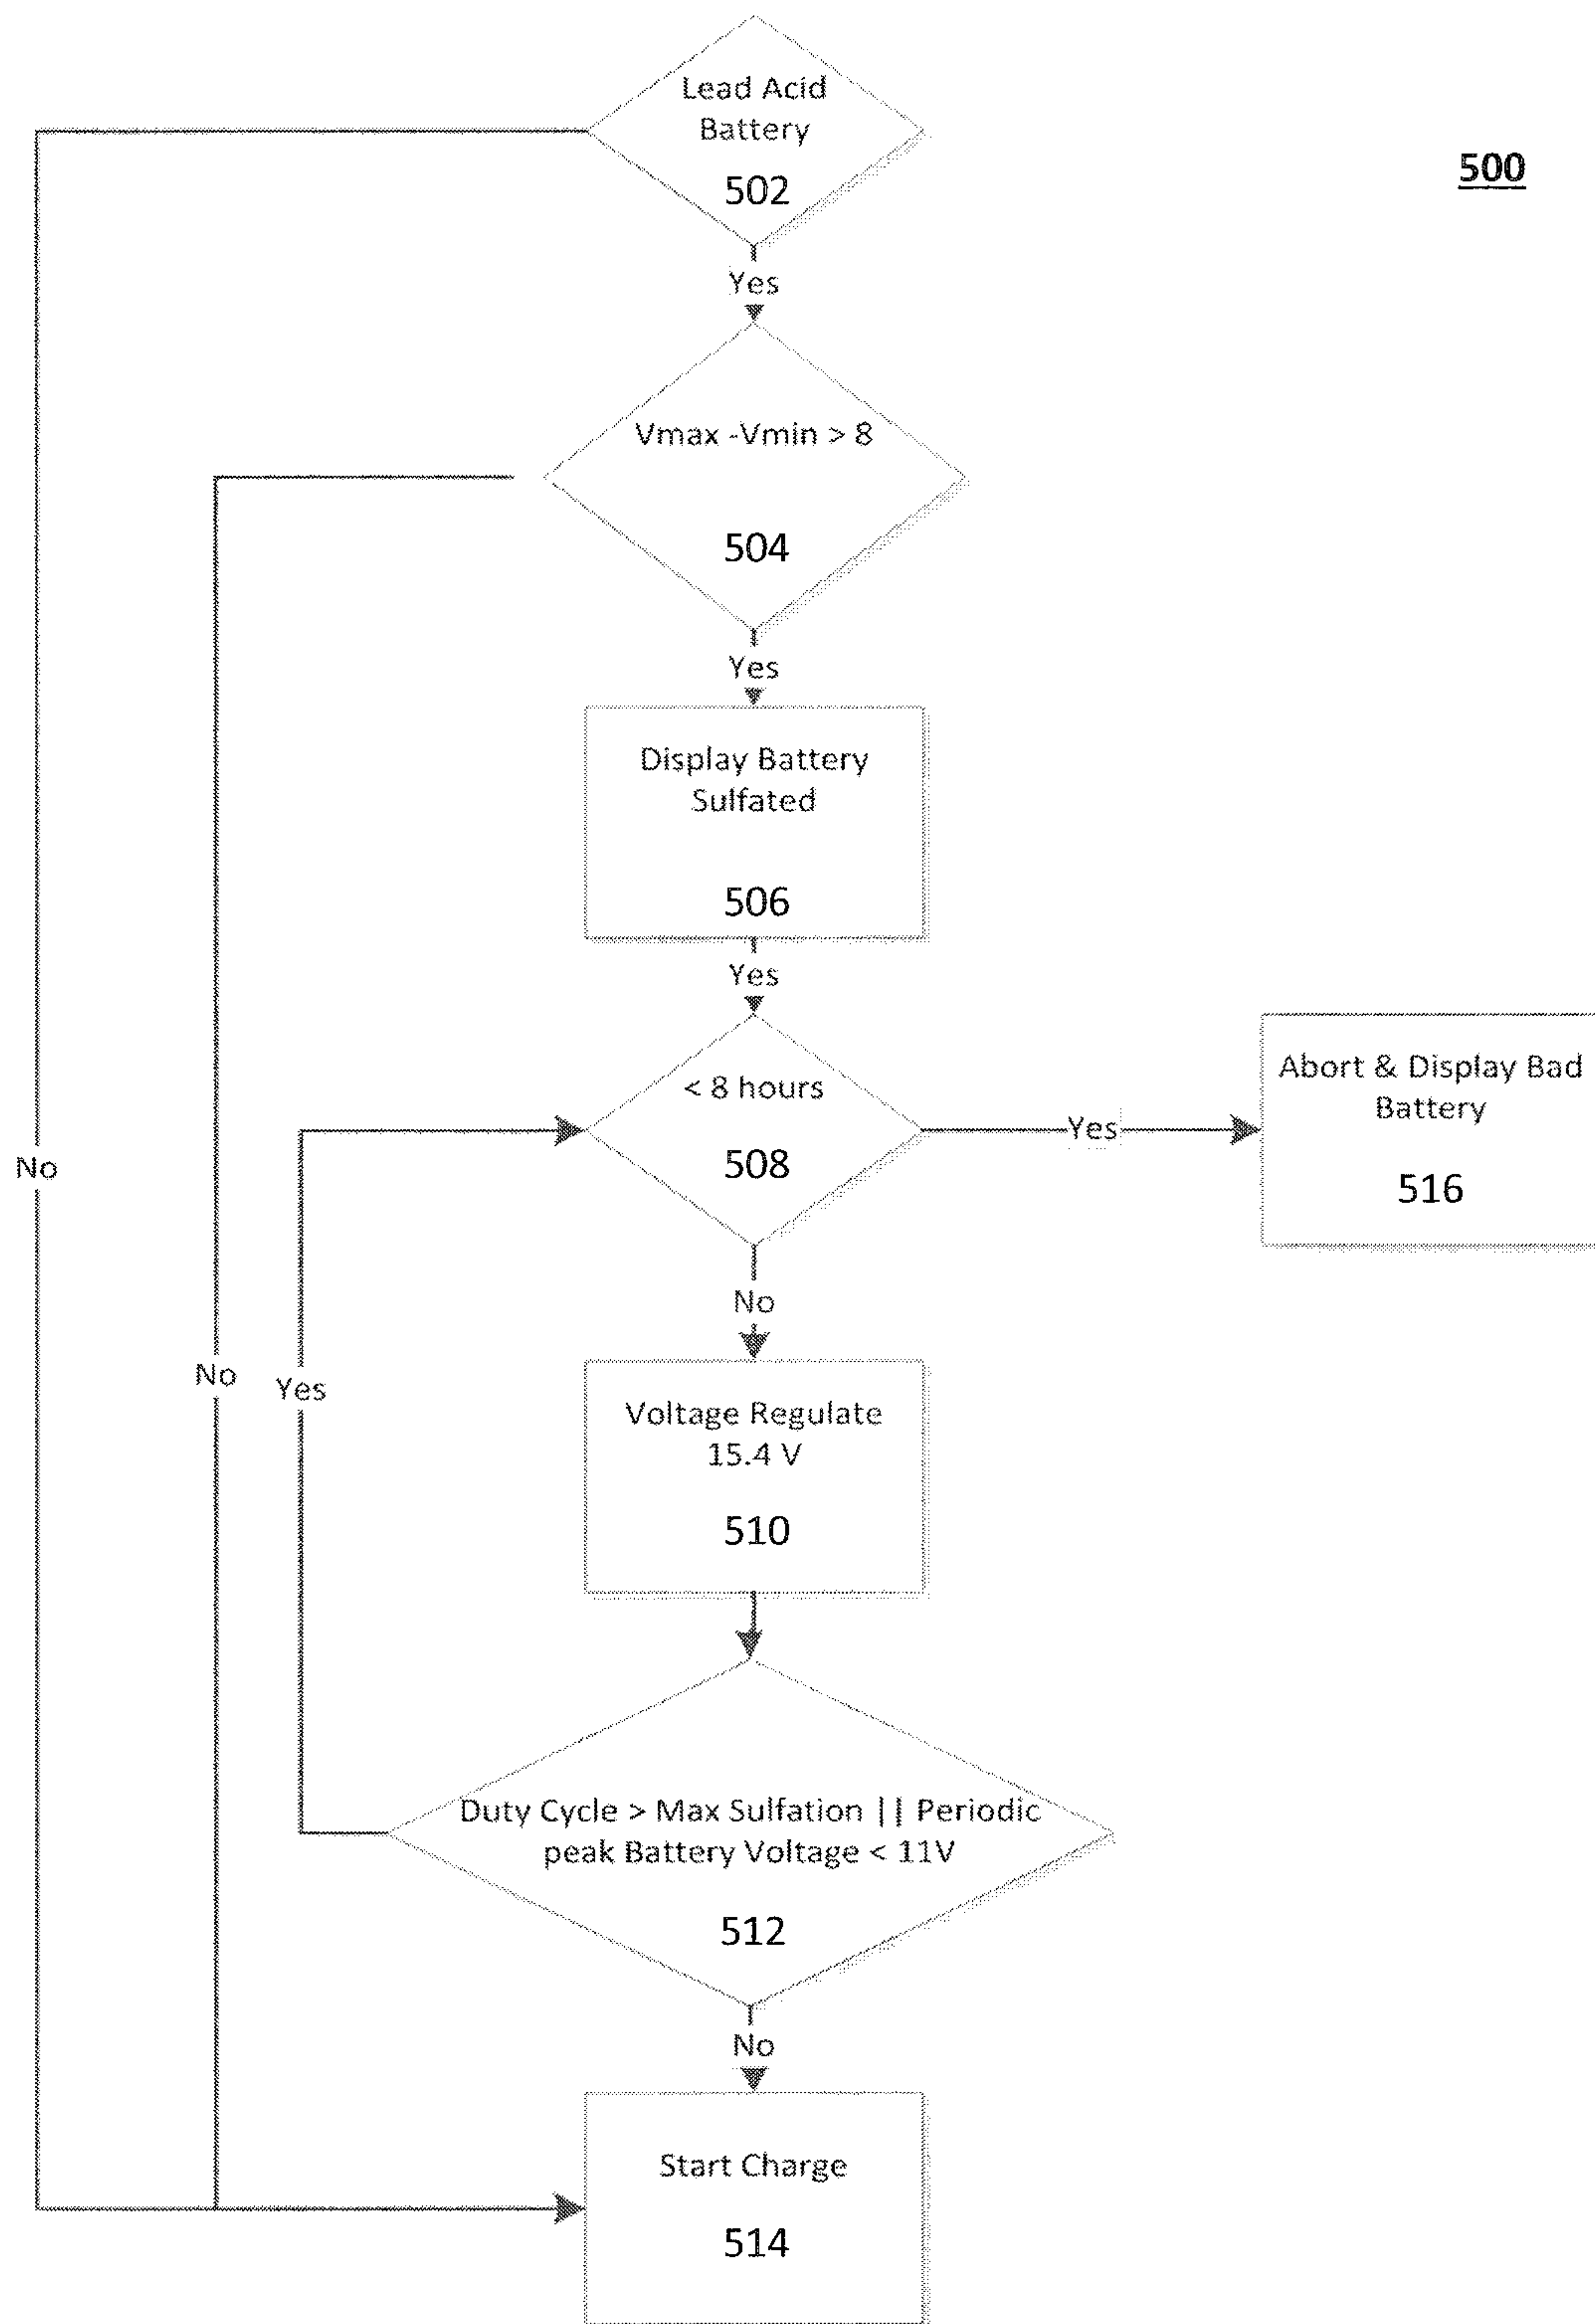 Lead Acid
Battery
502
500
Yes
Vmax -Vmin > 8
504
Yes
Display Battery
Sulfated
506
Yes
< 8 hours
508
Yes
Abort & Display Bad
Battery
516
No
No
No
Yes
Voltage Regulate
15.4 V
510
Duty Cycle > Max Sulfation || Periodic
peak Battery Voltage < 11V
512
No
Start Charge
514